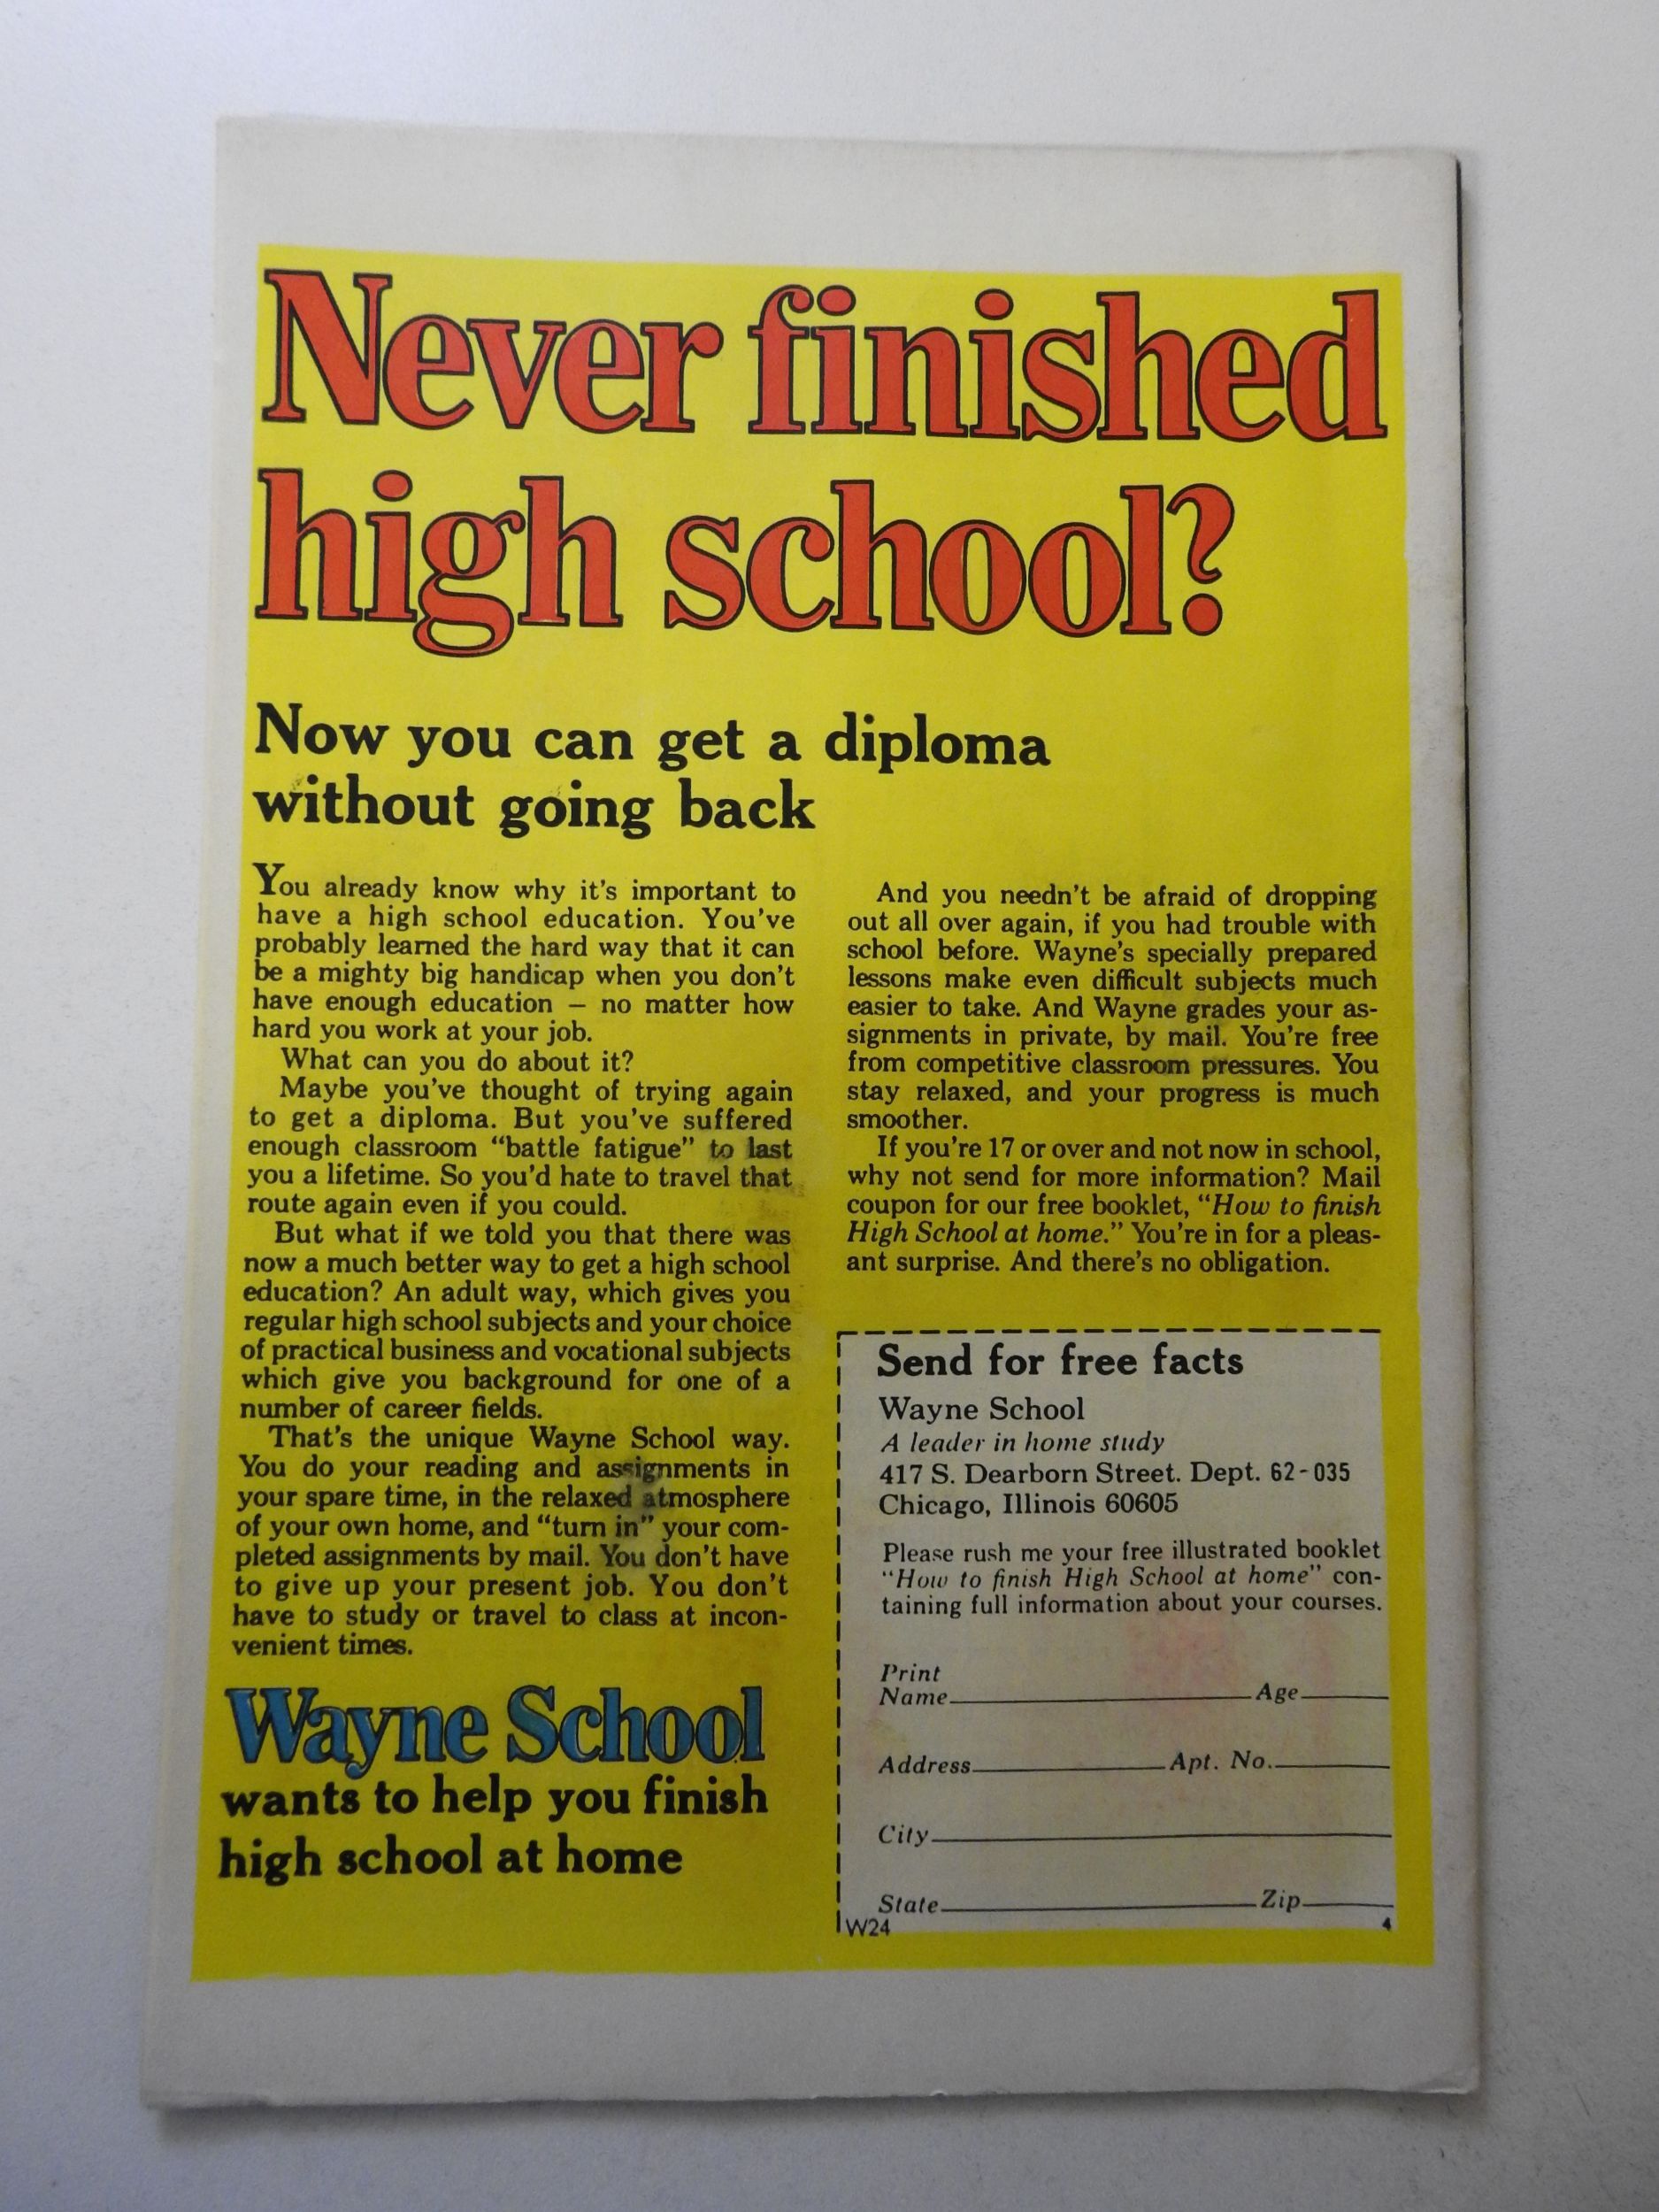 Never finished
high school?
Now you can get a diploma
without going back
You already know why it's important to
have a high school education. You've
probably learned the hard way that it can
be a mighty big handicap when you don't
have enough education – no matter how
hard you work at your job.
What can you do about it?
Maybe you've thought of trying again
to get a diploma. But you've suffered
enough classroom “battle fatigue” to last
you a lifetime. So you'd hate to travel that
route again even if you could.
But what if we told you that there was
now a much better way to get a high school
education? An adult way, which gives you
regular high school subjects and your choice
of practical business and vocational subjects
which give you background for one of a
number of career fields.
That's the unique Wayne School way.
You do your reading and assignments in
your spare time, in the relaxed atmosphere
of your own home, and “turn in” your com-
pleted assignments by mail. You don't have
to give up your present job. You don't
have to study or travel to class at incon-
venient times.
Wayne School
wants to help you finish
high school at home
And you needn't be afraid of dropping
out all over again, if you had trouble with
school before. Wayne's specially prepared
lessons make even difficult subjects much
easier to take. And Wayne grades your as-
signments in private, by mail. You're free
from competitive classroom pressures. You
stay relaxed, and your progress is much
smoother.
If you're 17 or over and not now in school,
why not send for more information? Mail
coupon for our free booklet, “How to finish
High School at home.” You're in for a pleas-
ant surprise. And there's no obligation.
Send for free facts
Wayne School
A leader in home study
417 S. Dearborn Street. Dept. 62-035
Chicago, Illinois 60605
Please rush me your free illustrated booklet
“How to finish High School at home” con-
taining full information about your courses.
Print
Name Age
Address Apt. No.
City
State Zip
W24 4